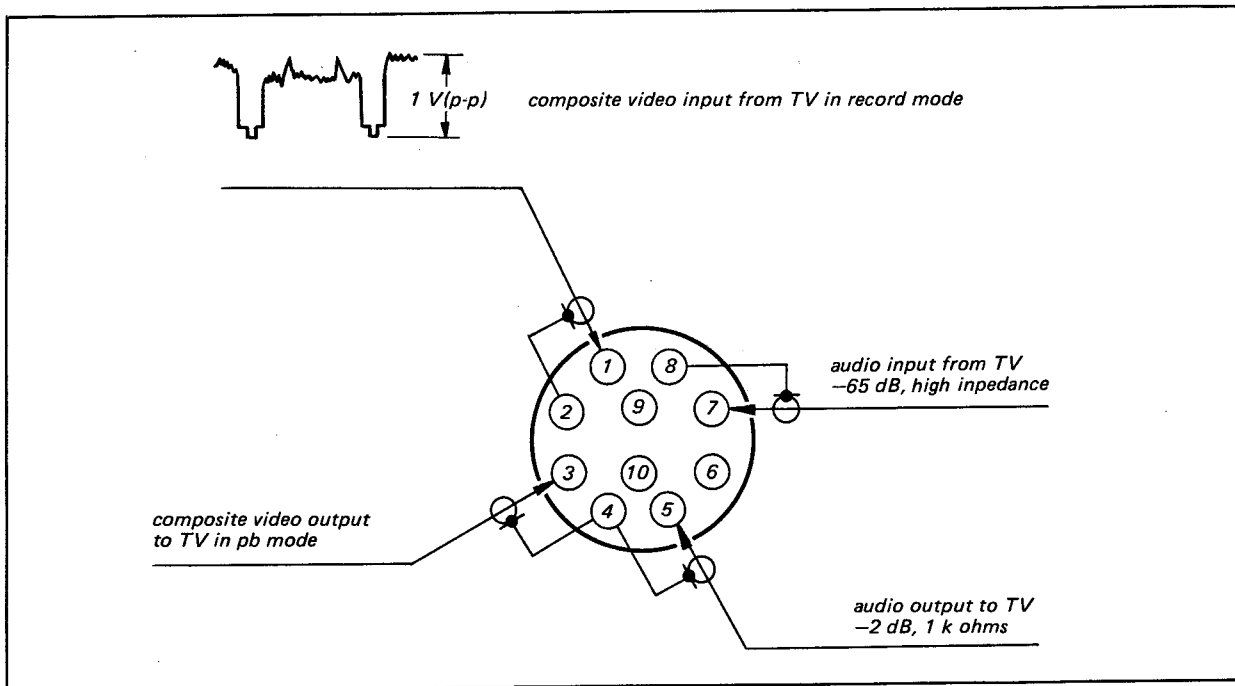 1 V(p-p) composite video input from TV in record mode
1
8
audio input from TV
−65 dB, high inpedance
2
9
7
3
10
6
4
5
composite video output
to TV in pb mode
audio output to TV
−2 dB, 1 k ohms